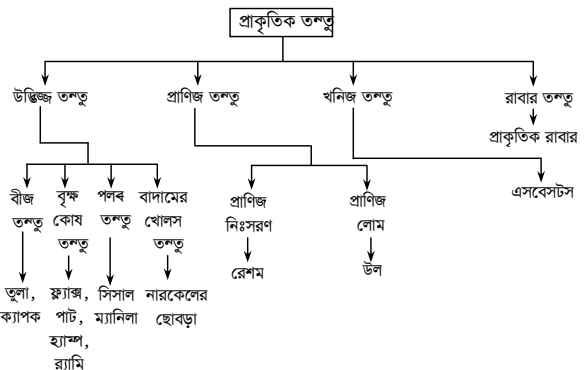 প্রাকৃতিক তন্তু
উদ্ভিজ্জ তন্তু
প্রাণিজ তন্তু
খনিজ তন্তু
রাবার তন্তু
প্রাকৃতিক রাবার
এসবেসটস
বীজ
তন্তু
বৃক্ষ
কোষ
তন্তু
পলৰ
তন্তু
বাদামের
খোলস
তন্তু
প্রাণিজ
নিঃসরণ
প্রাণিজ
লোম
রেশম
উল
তুলা,
ক্যাপক
ফ্ল্যাক্স,
পাট,
হ্যাম্প,
র‍্যামি
সিসাল
ম্যানিলা
নারকেলের
ছোবড়া